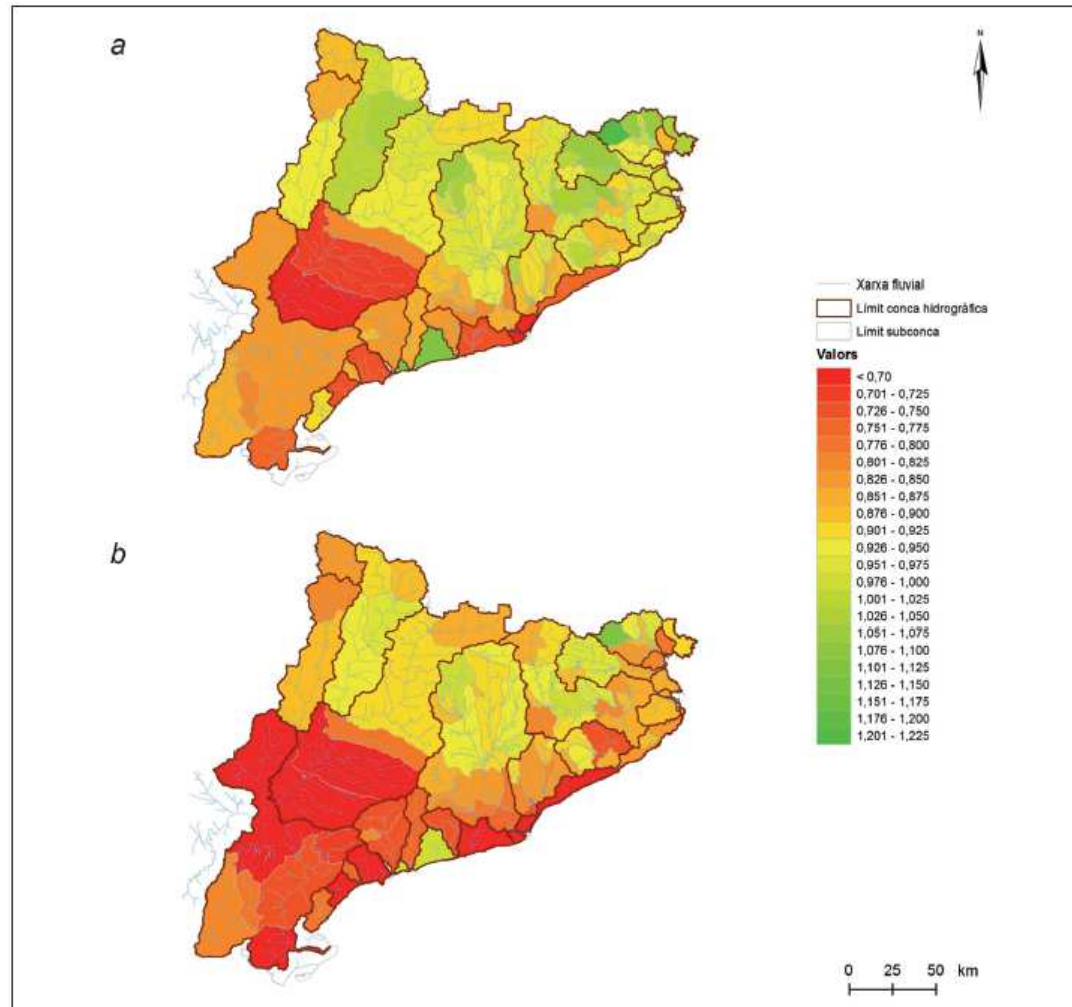 a
N
Xarxa fluvial
Límit conca hidrogràfica
Límit subconca
Valors
< 0,70
0,701 - 0,725
0,726 - 0,750
0,751 - 0,775
0,776 - 0,800
0,801 - 0,825
0,826 - 0,850
0,851 - 0,875
0,876 - 0,900
0,901 - 0,925
0,926 - 0,950
0,951 - 0,975
0,976 - 1,000
1,001 - 1,025
1,026 - 1,050
1,051 - 1,075
1,076 - 1,100
1,101 - 1,125
1,126 - 1,150
1,151 - 1,175
1,176 - 1,200
1,201 - 1,225
b
0 25 50 km